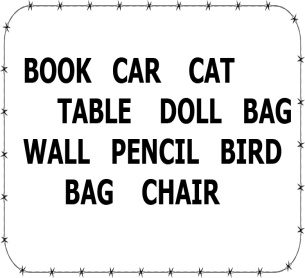 BOOK CAR CAT
TABLE DOLL BAG
WALL PENCIL BIRD
BAG CHAIR